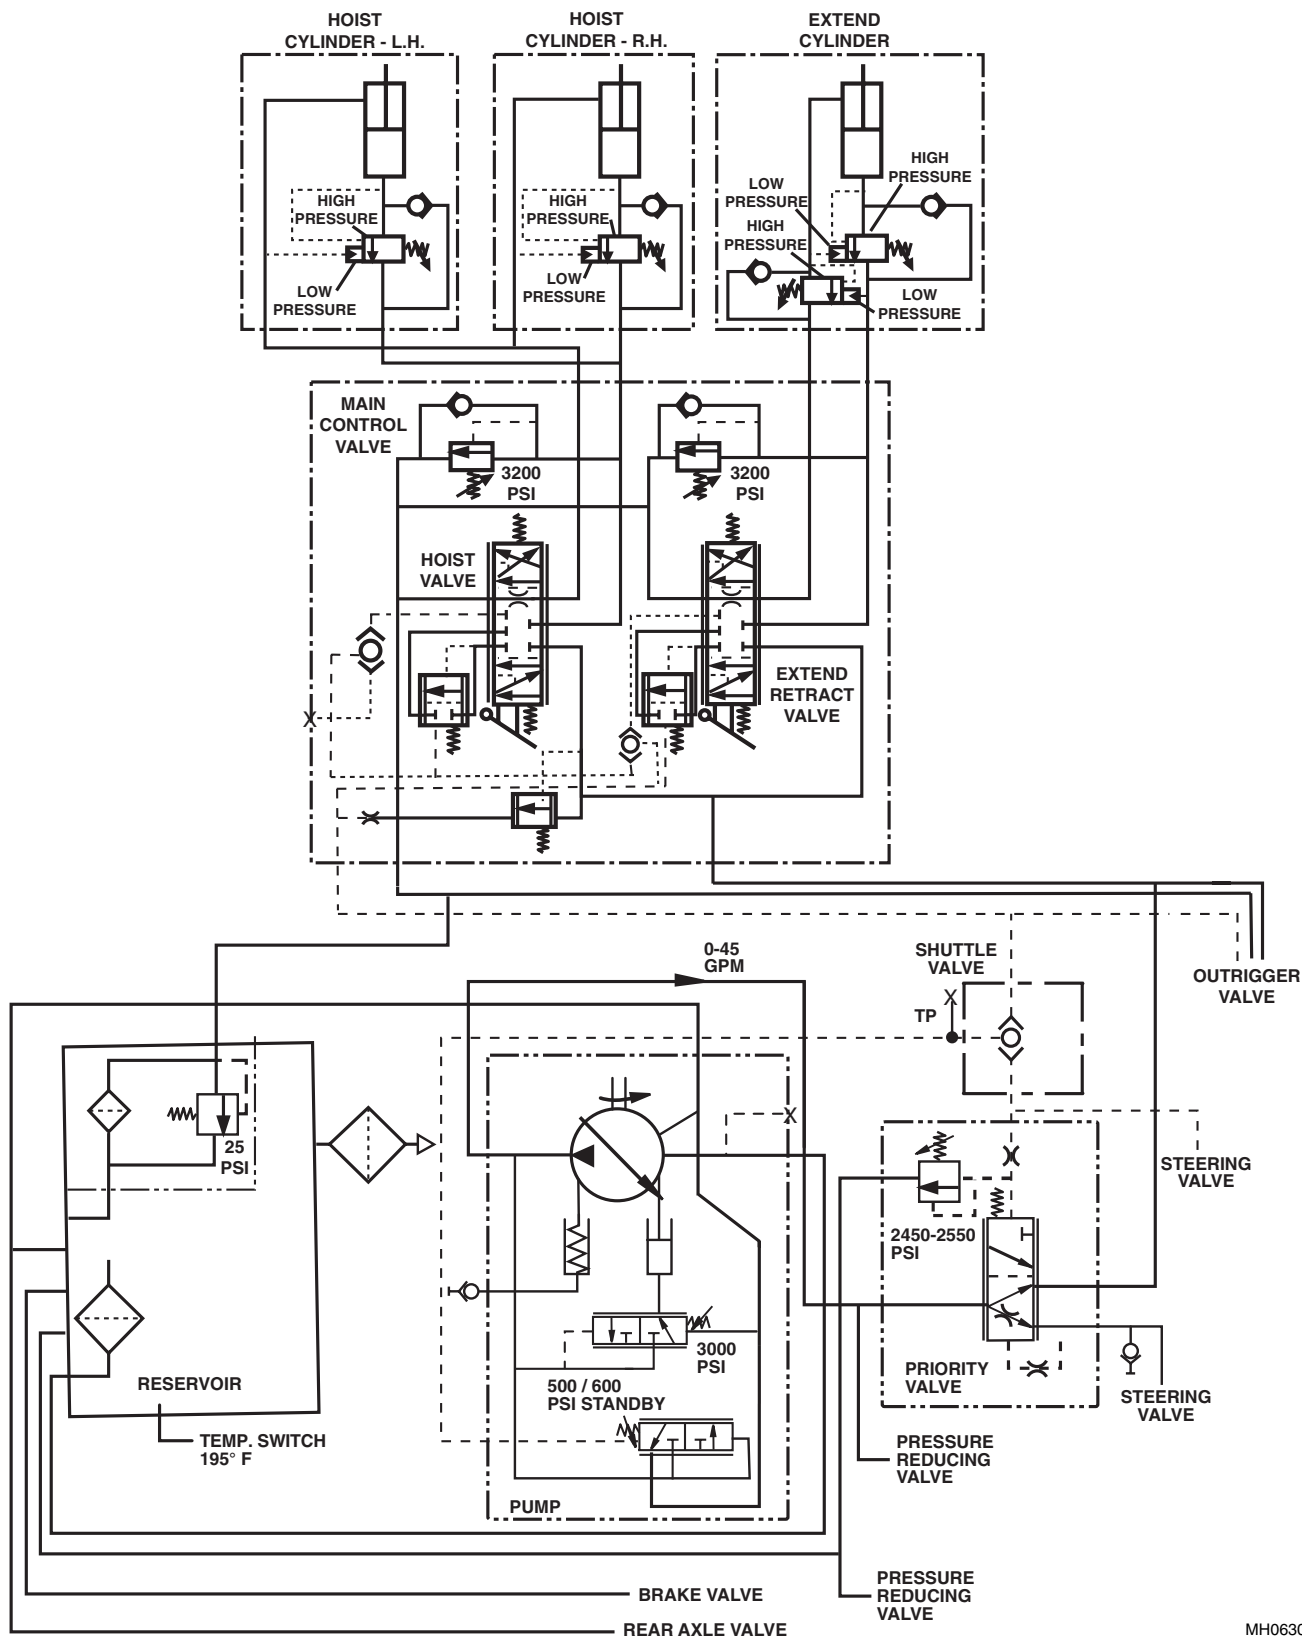 HOIST
CYLINDER - L.H.
HOIST
CYLINDER - R.H.
EXTEND
CYLINDER
HIGH
PRESSURE
LOW
PRESSURE
HIGH
PRESSURE
LOW
PRESSURE
HIGH
PRESSURE
LOW
PRESSURE
HIGH
PRESSURE
LOW
PRESSURE
MAIN
CONTROL
VALVE
3200
PSI
3200
PSI
HOIST
VALVE
EXTEND
RETRACT
VALVE
X
0-45
GPM
SHUTTLE
VALVE
X
TP
OUTRIGGER
VALVE
25
PSI
X
STEERING
VALVE
2450-2550
PSI
3000
PSI
500 / 600
PSI STANDBY
PRIORITY
VALVE
STEERING
VALVE
RESERVOIR
TEMP. SWITCH
195° F
PRESSURE
REDUCING
VALVE
PUMP
BRAKE VALVE
PRESSURE
REDUCING
VALVE
REAR AXLE VALVE
MH0630